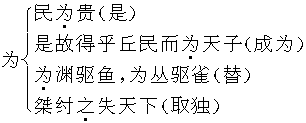 为
民为贵(是)
是故得乎丘民而为天子(成为)
为渊驱鱼,为丛驱雀(替)
桀纣之失天下(取独)